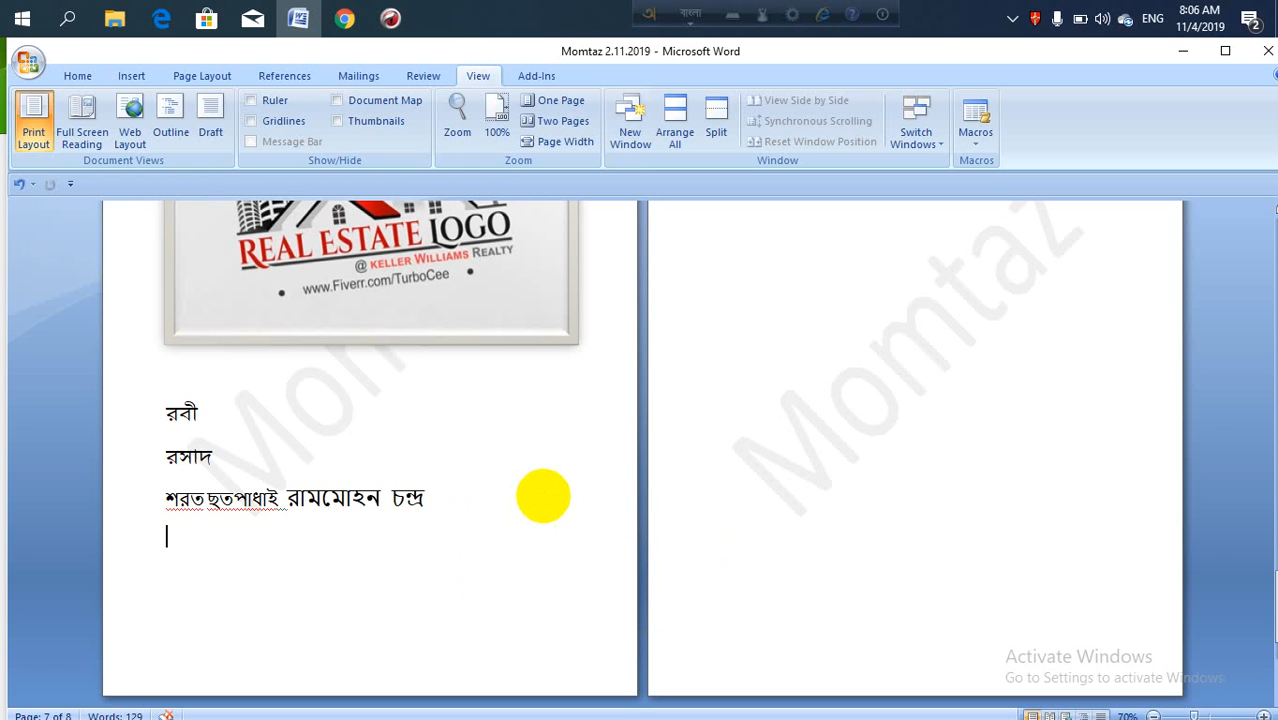 বাংলা
ENG
8:06 AM
11/4/2019
2
Momtaz 2.11.2019 - Microsoft Word
Home Insert Page Layout References Mailings Review View Add-Ins
Print Layout
Full Screen Reading
Web Layout
Outline
Draft
Document Views
Ruler
Gridlines
Message Bar
Document Map
Thumbnails
Show/Hide
Zoom
100%
One Page
Two Pages
Page Width
Zoom
New Window
Arrange All
Split
View Side by Side
Synchronous Scrolling
Reset Window Position
Window
Switch Windows
Macros
Macros
REAL ESTATE LOGO
@ KELLER WILLIAMS REALTY
• www.Fiverr.com/TurboCee •
Momtaz
রবী
রসাদ
শরত ছতপাধাই রামমোহন চন্দ্র
Activate Windows
Go to Settings to activate Windows.
Page: 7 of 8 Words: 129 70%